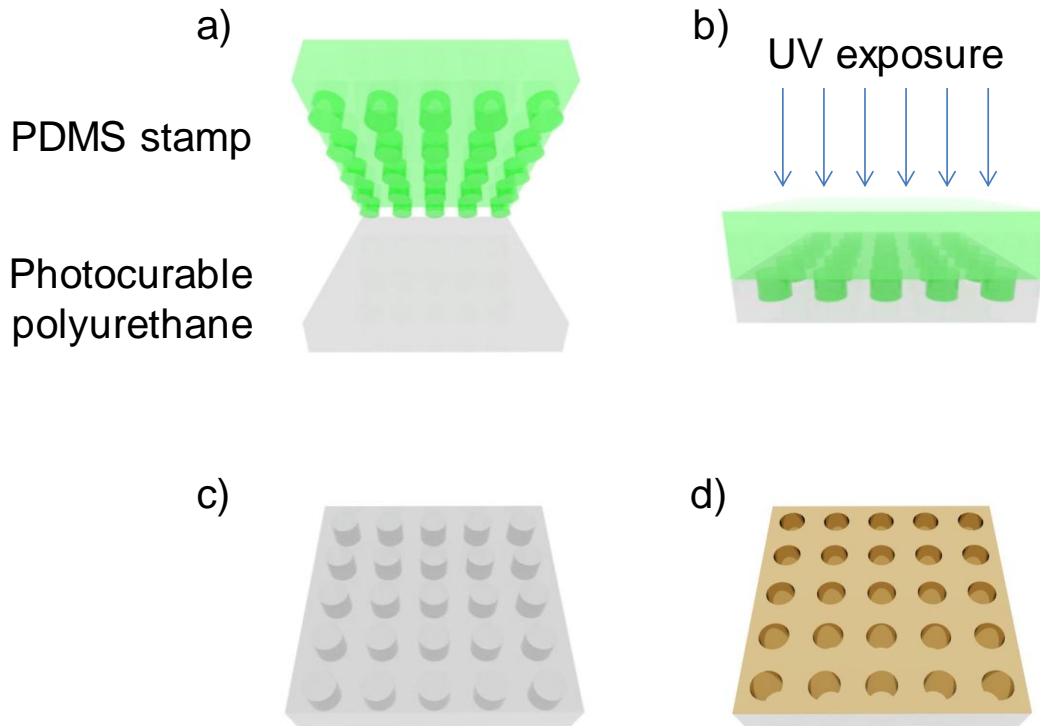 a)
b)
UV exposure
PDMS stamp
Photocurable
polyurethane
c)
d)